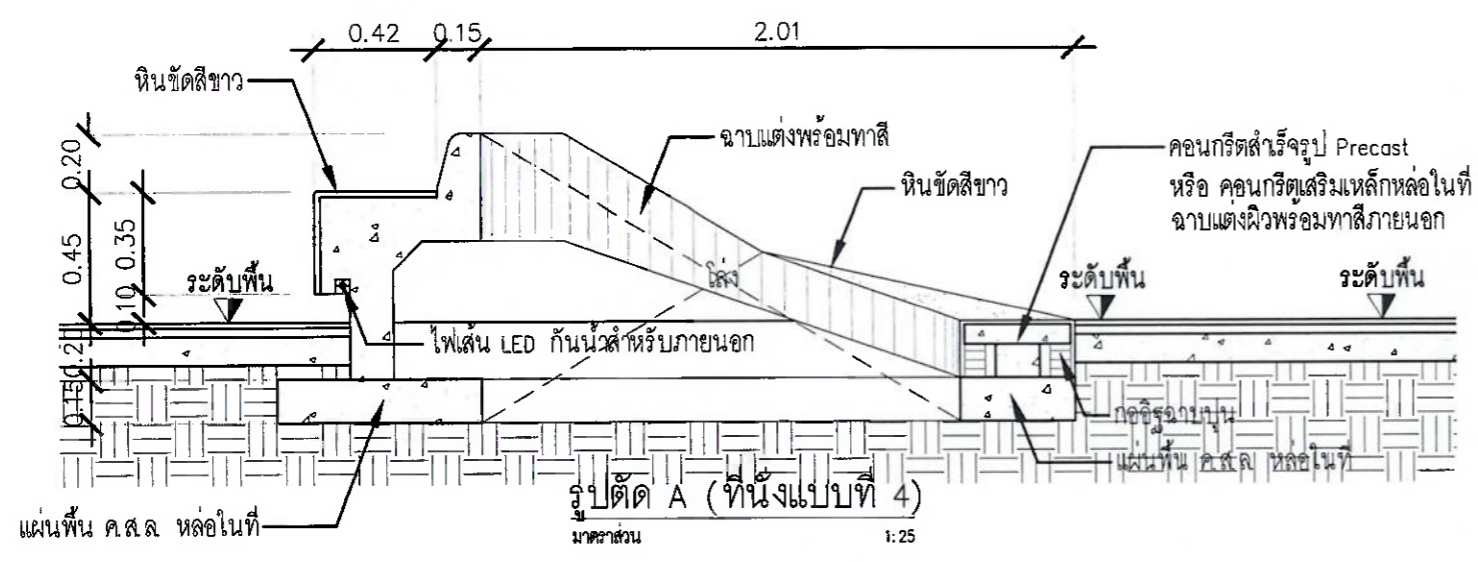 0.42 0.15 2.01
หินขัดสีขาว
ฉาบแต่งพร้อมทาสี
คอนกรีตสำเร็จรูป Precast
หรือ คอนกรีตเสริมเหล็กหล่อในที่
ฉาบแต่งผิวพร้อมทาสีภายนอก
หินขัดสีขาว
0.20
0.45
0.35
0.10
0.2
0.15
ระดับพื้น
โล่ง
ระดับพื้น
ระดับพื้น
ไฟเส้น LED กันน้ำสำหรับภายนอก
ก่ออิฐฉาบปูน
แผ่นพื้น ค.ส.ล หล่อในที่
แผ่นพื้น ค.ส.ล. หล่อในที่
รูปตัด A (ที่นั่งแบบที่ 4)
มาตราส่วน 1:25